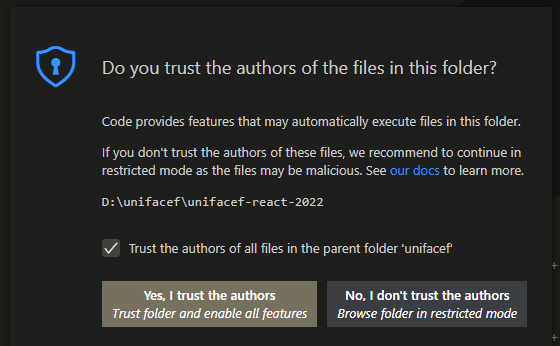 Do you trust the authors of the files in this folder?
Code provides features that may automatically execute files in this folder.
If you don't trust the authors of these files, we recommend to continue in
restricted mode as the files may be malicious. See our docs to learn more.
D:\unifacef\unifacef-react-2022
Trust the authors of all files in the parent folder 'unifacef'
Yes, I trust the authors
Trust folder and enable all features
No, I don't trust the authors
Browse folder in restricted mode